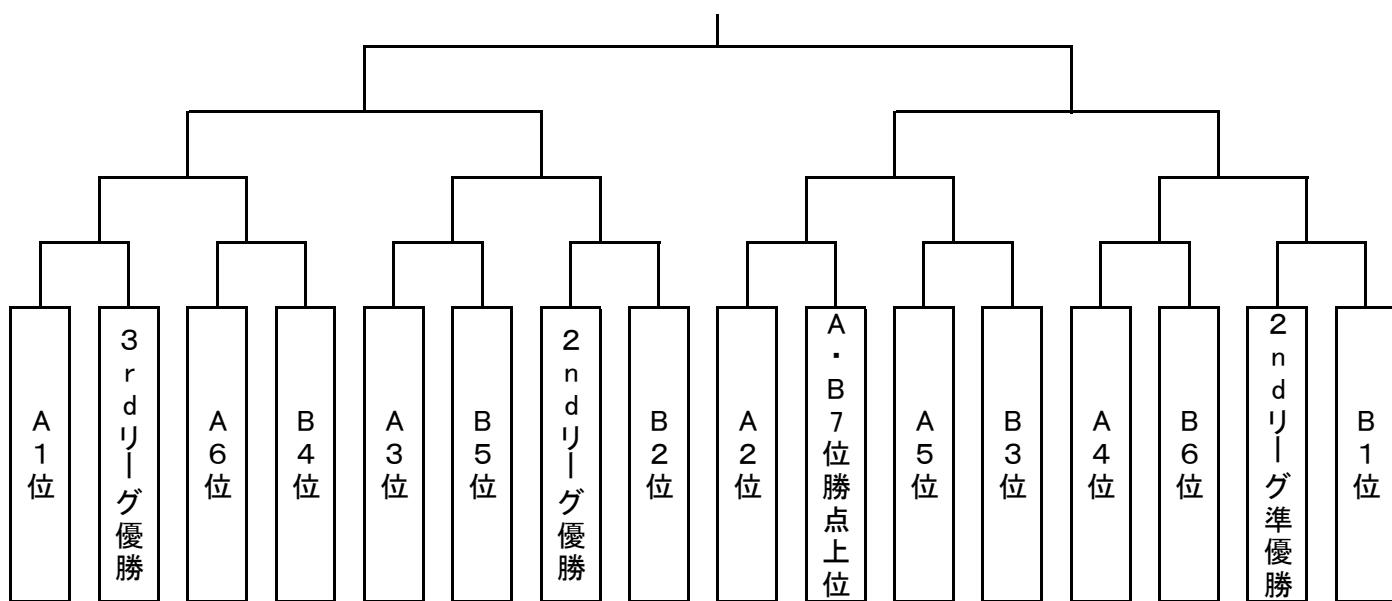 A1位
3rdリーグ優勝
A6位
B4位
A3位
B5位
2ndリーグ優勝
B2位
A2位
A・B7位勝点上位
A5位
B3位
A4位
B6位
2ndリーグ準優勝
B1位